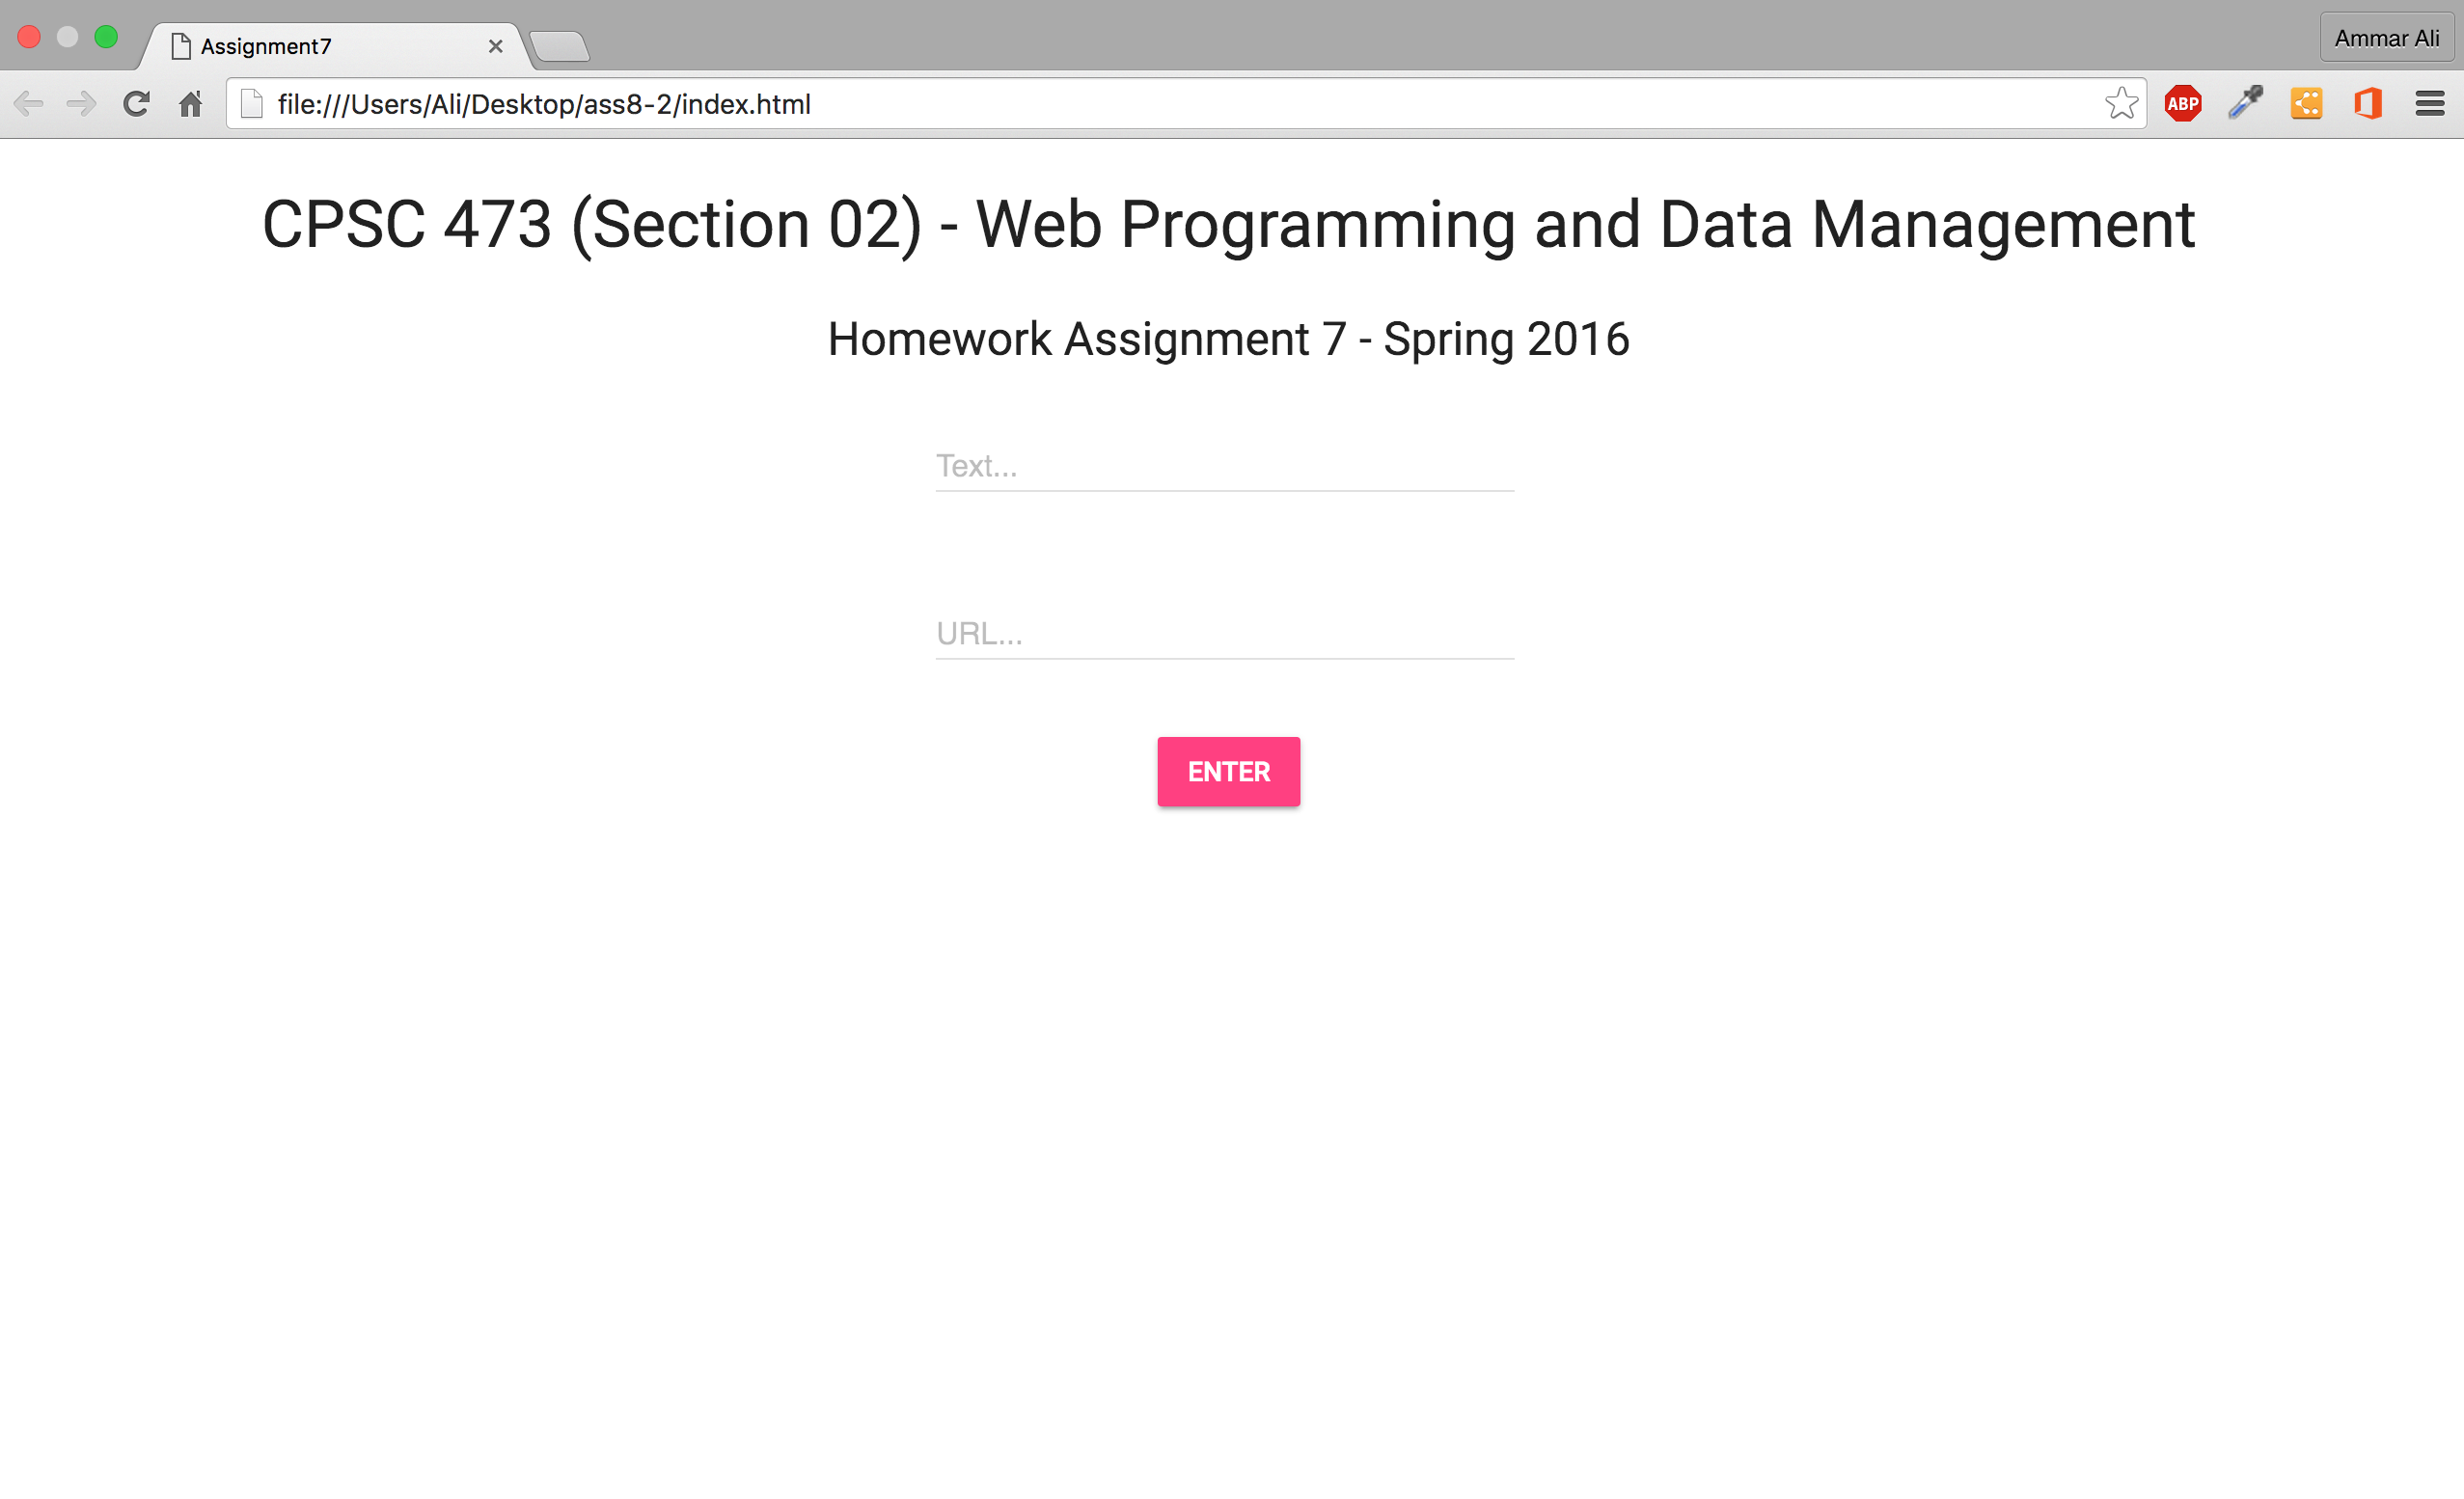 Assignment7
Ammar Ali
file:///Users/Ali/Desktop/ass8-2/index.html
ABP
CPSC 473 (Section 02) - Web Programming and Data Management
Homework Assignment 7 - Spring 2016
Text...
URL...
ENTER